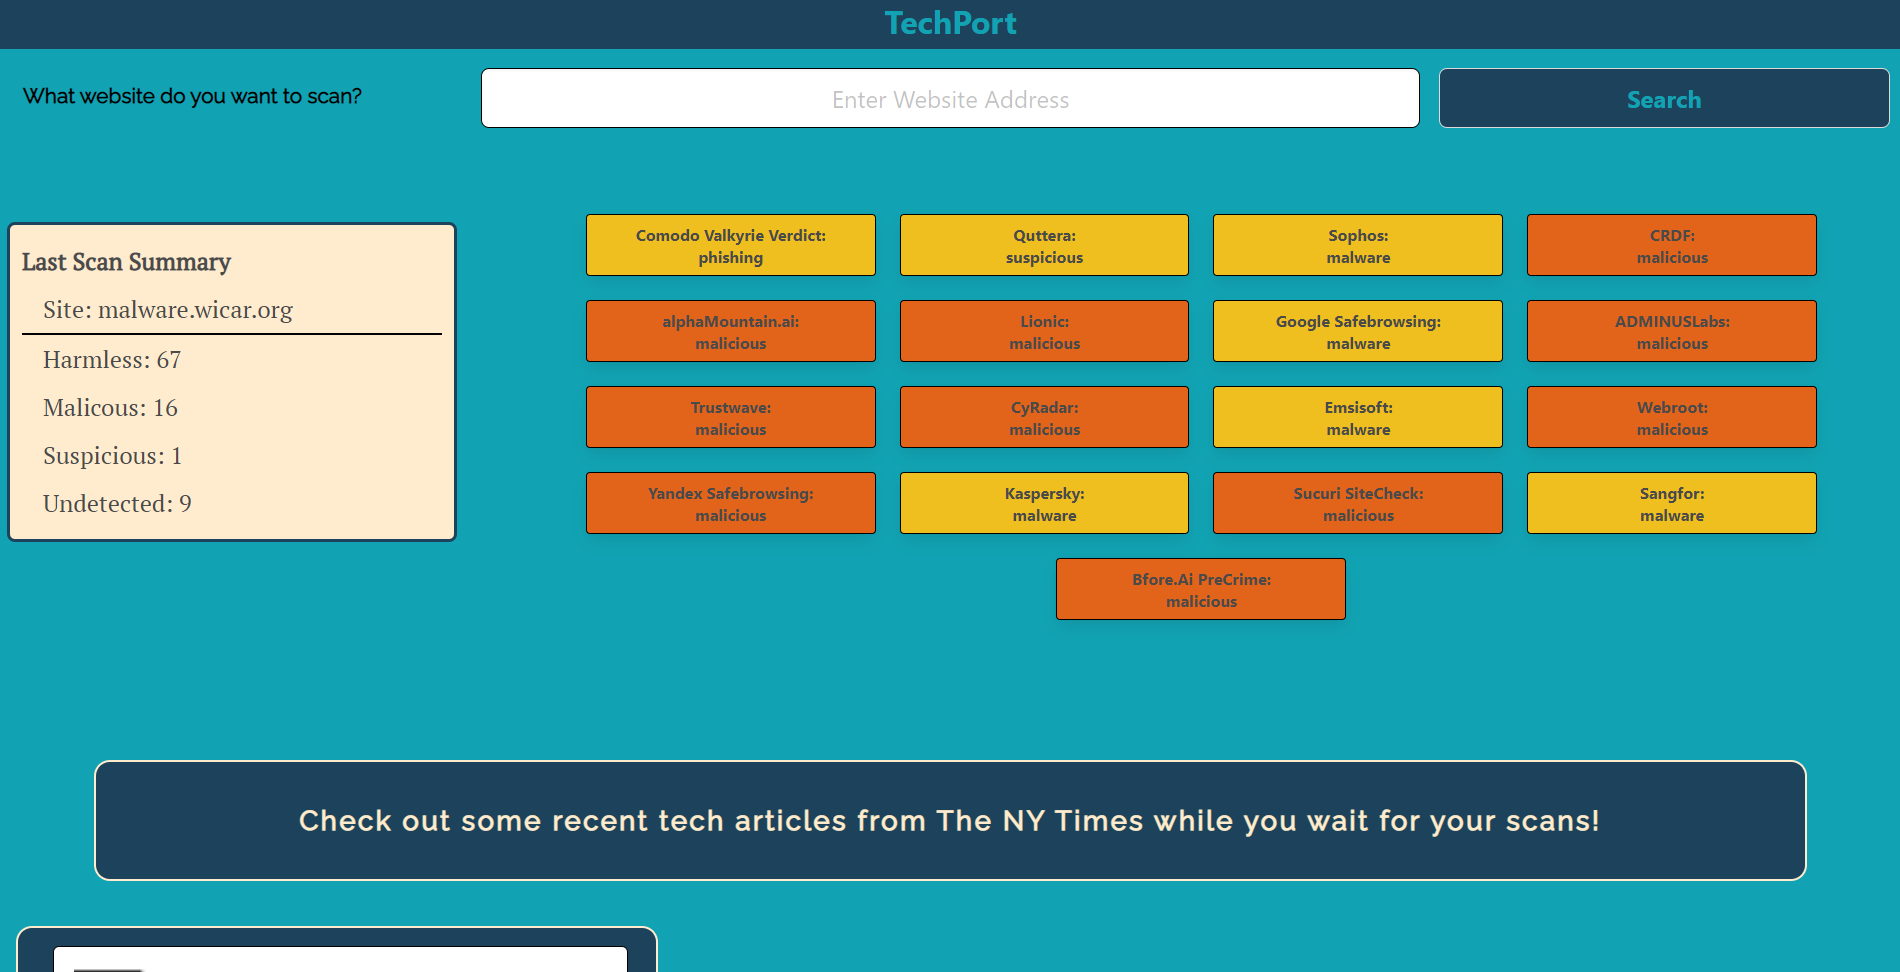 TechPort
What website do you want to scan?
Enter Website Address
Search
Last Scan Summary
Site: malware.wicar.org
Harmless: 67
Malicous: 16
Suspicious: 1
Undetected: 9
Comodo Valkyrie Verdict:
phishing
Quttera:
suspicious
Sophos:
malware
CRDF:
malicious
alphaMountain.ai:
malicious
Lionic:
malicious
Google Safebrowsing:
malware
ADMINUSLabs:
malicious
Trustwave:
malicious
CyRadar:
malicious
Emsisoft:
malware
Webroot:
malicious
Yandex Safebrowsing:
malicious
Kaspersky:
malware
Sucuri SiteCheck:
malicious
Sangfor:
malware
Bfore.Ai PreCrime:
malicious
Check out some recent tech articles from The NY Times while you wait for your scans!